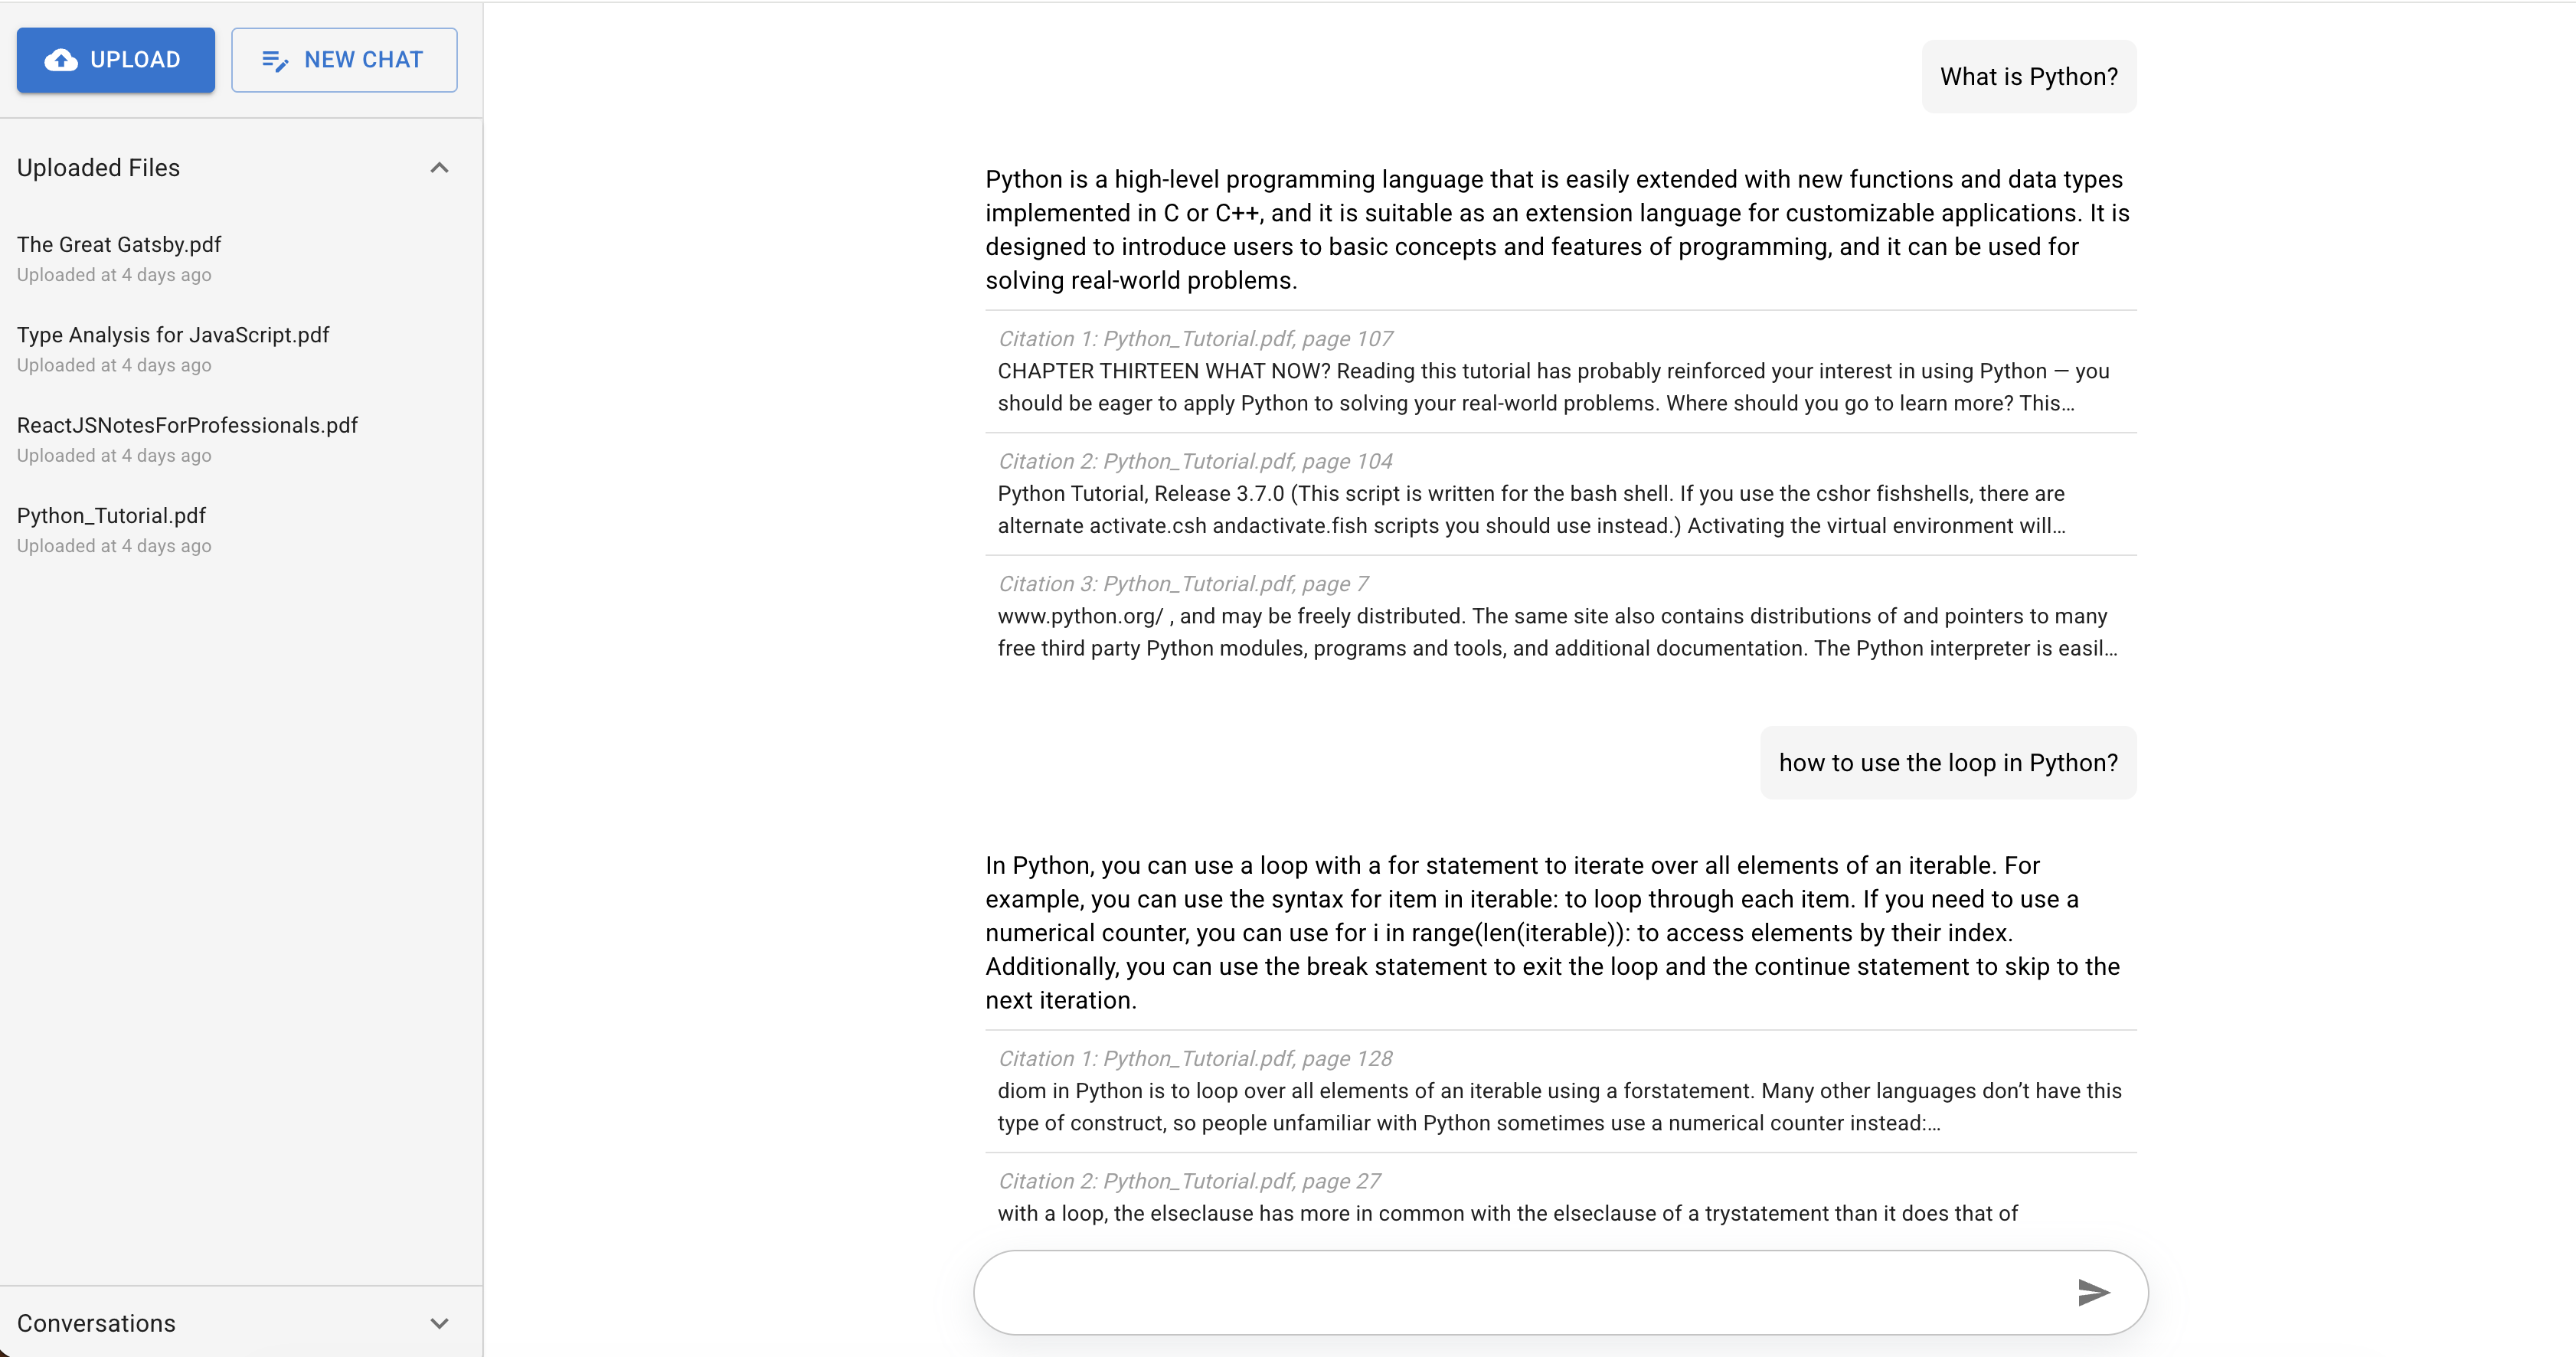 UPLOAD
NEW CHAT
Uploaded Files
The Great Gatsby.pdf
Uploaded at 4 days ago
Type Analysis for JavaScript.pdf
Uploaded at 4 days ago
ReactJSNotesForProfessionals.pdf
Uploaded at 4 days ago
Python_Tutorial.pdf
Uploaded at 4 days ago
Conversations
What is Python?
Python is a high-level programming language that is easily extended with new functions and data types
implemented in C or C++, and it is suitable as an extension language for customizable applications. It is
designed to introduce users to basic concepts and features of programming, and it can be used for
solving real-world problems.
Citation 1: Python_Tutorial.pdf, page 107
CHAPTER THIRTEEN WHAT NOW? Reading this tutorial has probably reinforced your interest in using Python — you
should be eager to apply Python to solving your real-world problems. Where should you go to learn more? This…
Citation 2: Python_Tutorial.pdf, page 104
Python Tutorial, Release 3.7.0 (This script is written for the bash shell. If you use the cshor fishshells, there are
alternate activate.csh andactivate.fish scripts you should use instead.) Activating the virtual environment will…
Citation 3: Python_Tutorial.pdf, page 7
www.python.org/ , and may be freely distributed. The same site also contains distributions of and pointers to many
free third party Python modules, programs and tools, and additional documentation. The Python interpreter is easil…
how to use the loop in Python?
In Python, you can use a loop with a for statement to iterate over all elements of an iterable. For
example, you can use the syntax for item in iterable: to loop through each item. If you need to use a
numerical counter, you can use for i in range(len(iterable)): to access elements by their index.
Additionally, you can use the break statement to exit the loop and the continue statement to skip to the
next iteration.
Citation 1: Python_Tutorial.pdf, page 128
diom in Python is to loop over all elements of an iterable using a forstatement. Many other languages don’t have this
type of construct, so people unfamiliar with Python sometimes use a numerical counter instead:…
Citation 2: Python_Tutorial.pdf, page 27
with a loop, the elseclause has more in common with the elseclause of a trystatement than it does that of